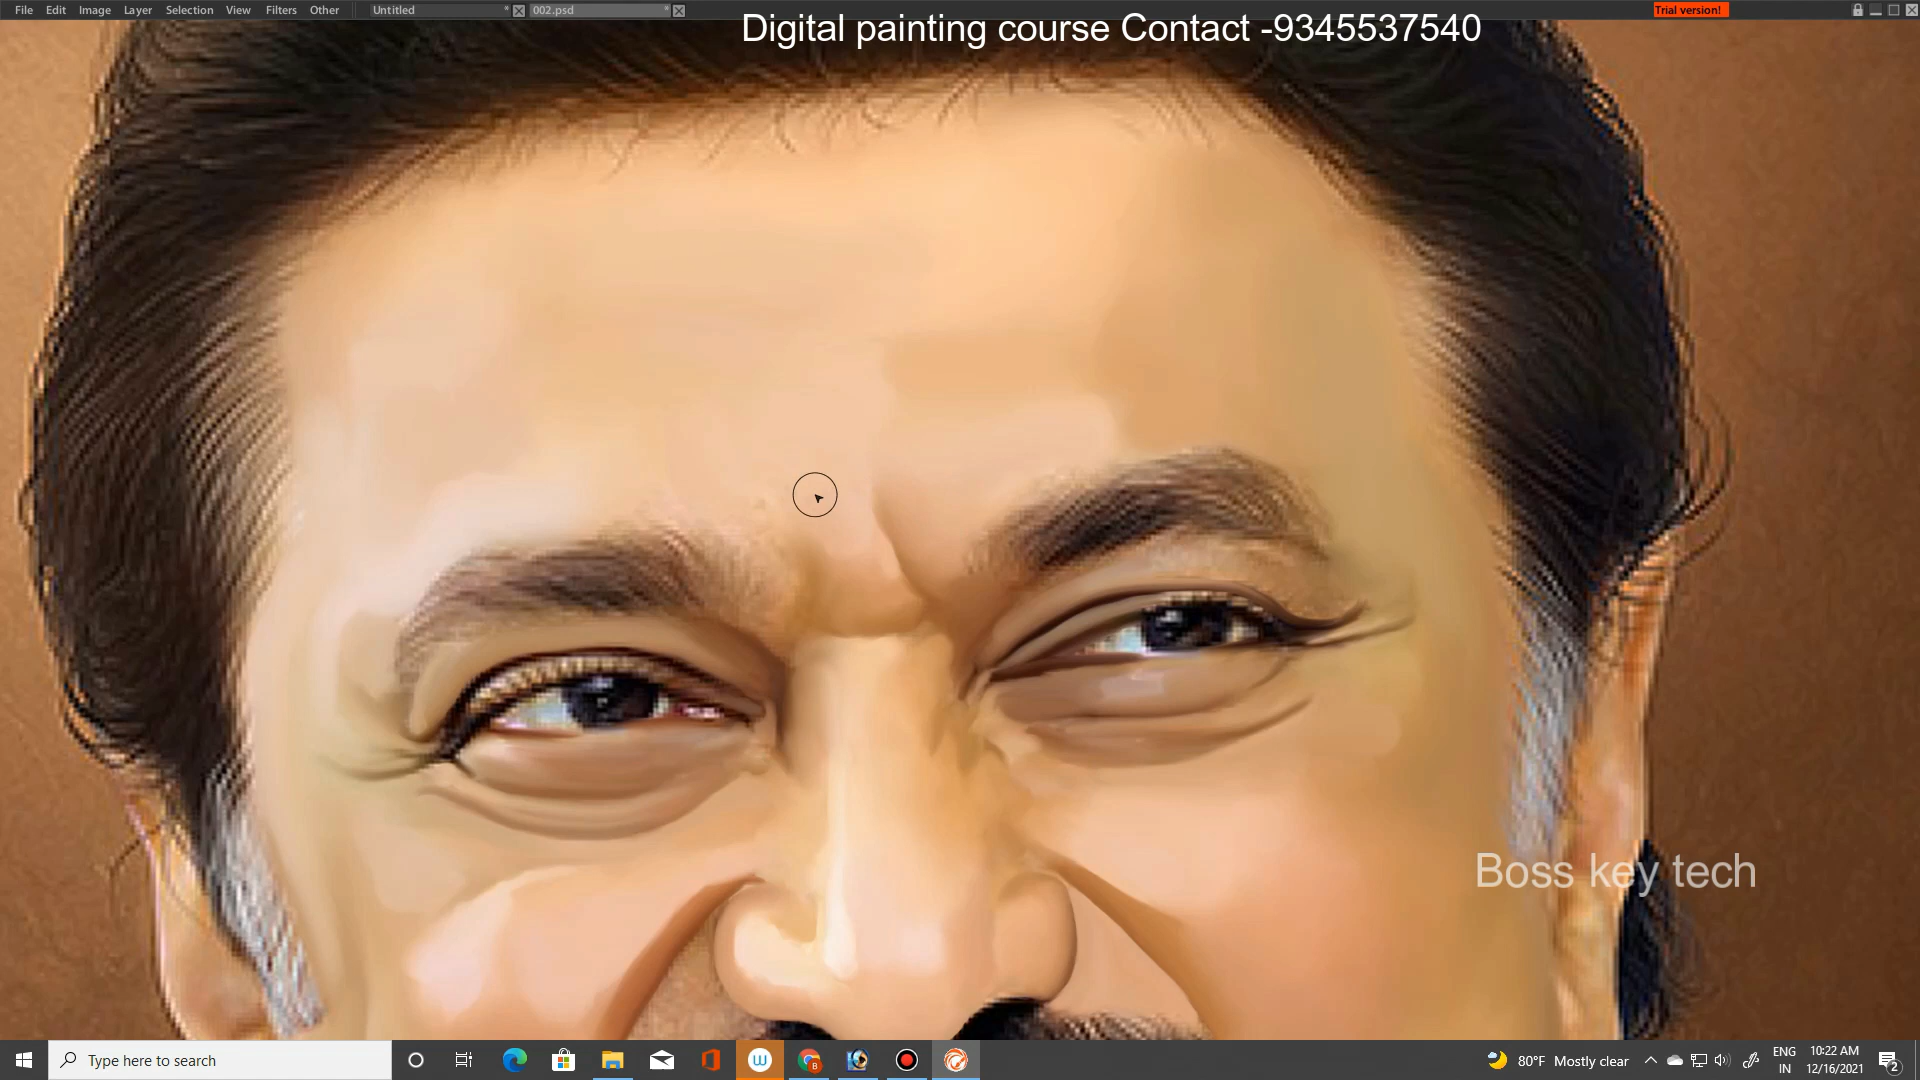 File Edit Image Layer Selection View Filters Other Untitled * 002.psd * Trial version!
Digital painting course Contact -9345537540
Boss key tech
Type here to search
80°F Mostly clear
ENG
IN
10:22 AM
12/16/2021
2